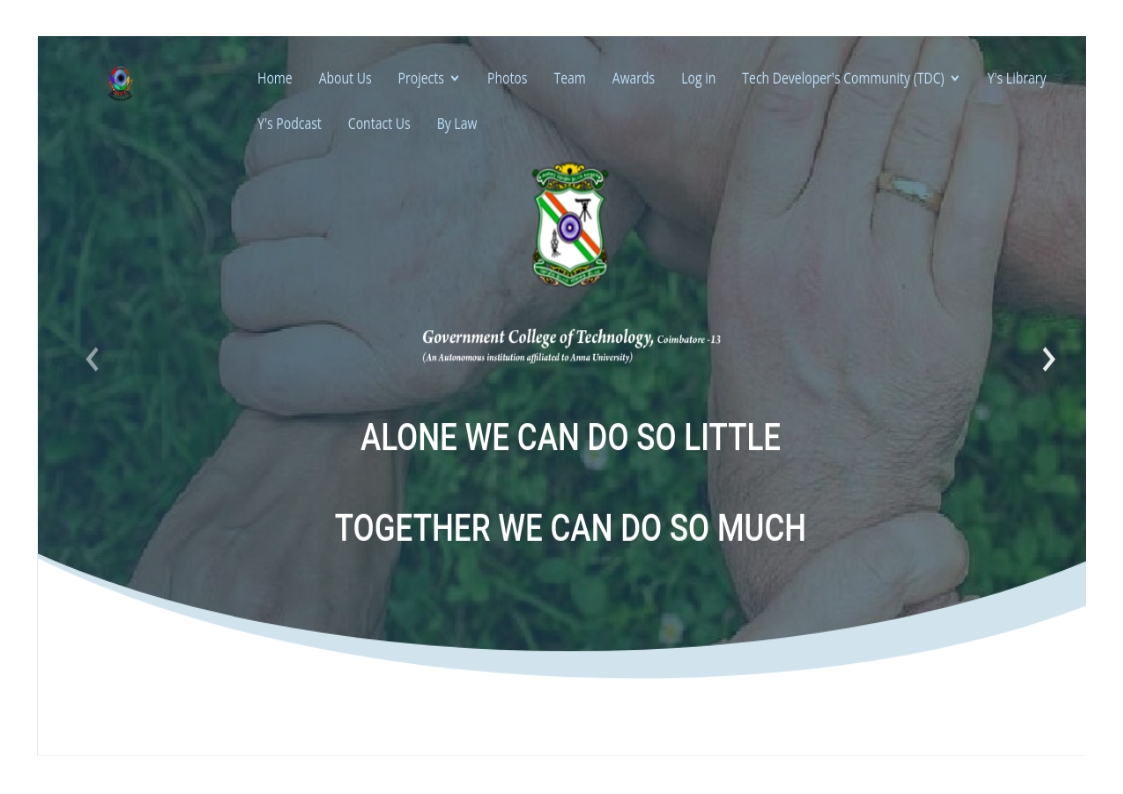 Home About Us Projects Photos Team Awards Log in Tech Developer's Community (TDC) Y's Library
Y's Podcast Contact Us By Law
Government College of Technology, Coimbatore -13
(An Autonomous institution affiliated to Anna University)
ALONE WE CAN DO SO LITTLE
TOGETHER WE CAN DO SO MUCH